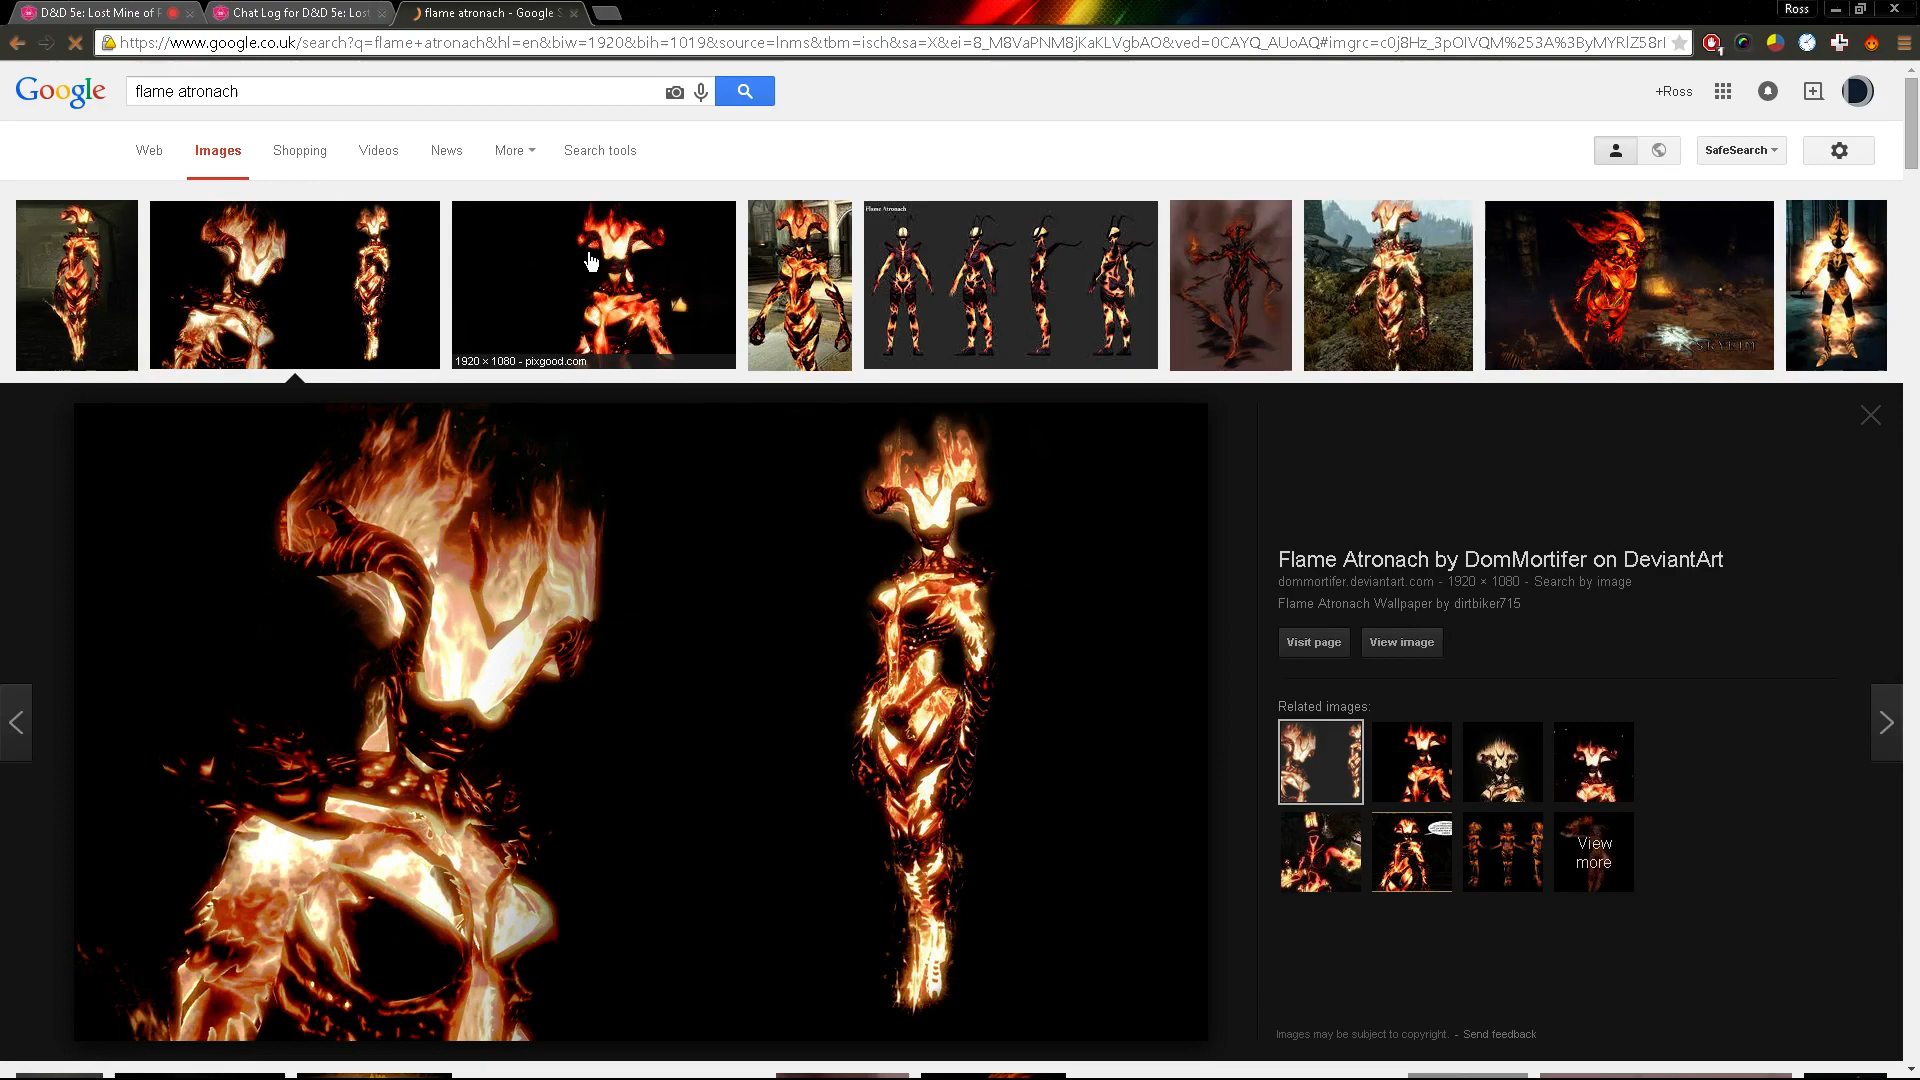 D&D 5e: Lost Mine of P
Chat Log for D&D 5e: Lost
flame atronach - Google S
Ross
https://www.google.co.uk/search?q=flame+atronach&hl=en&biw=1920&bih=1019&source=lnms&tbm=isch&sa=X&ei=8_M8VaPNM8jKaKLVgbAO&ved=0CAYQ_AUoAQ#imgrc=c0j8Hz_3pOIVQM%253A%3ByMYRlZ58rI
Google
flame atronach
+Ross
Web
Images
Shopping
Videos
News
More
Search tools
SafeSearch
Flame Atronach
1920 × 1080 - pixgood.com
SKYRIM
Flame Atronach by DomMortifer on DeviantArt
dommortifer.deviantart.com - 1920 × 1080 - Search by image
Flame Atronach Wallpaper by dirtbiker715
Visit page
View image
Related images:
View
more
Images may be subject to copyright. - Send feedback